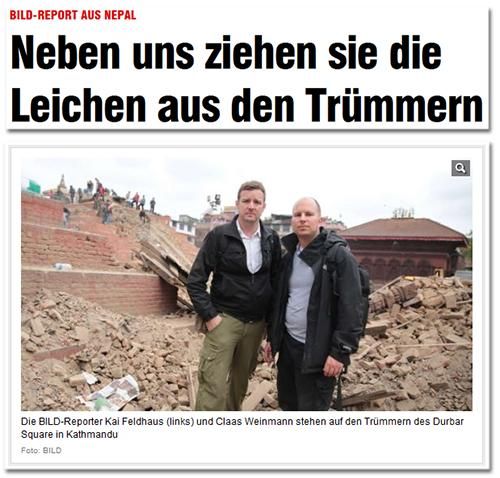 BILD-REPORT AUS NEPAL
Neben uns ziehen sie die
Leichen aus den Trümmern
Die BILD-Reporter Kai Feldhaus (links) und Claas Weinmann stehen auf den Trümmern des Durbar
Square in Kathmandu
Foto: BILD